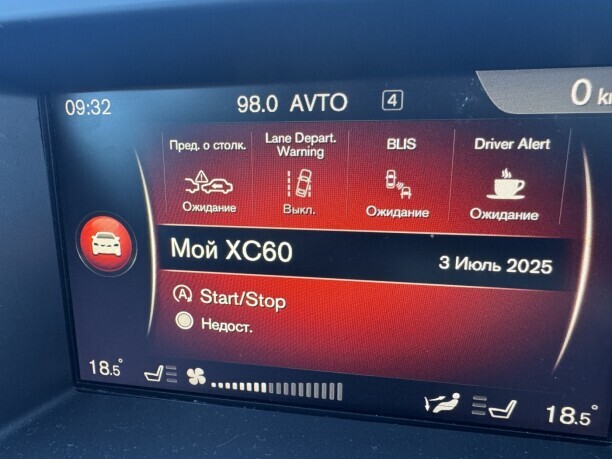 09:32 98.0 AVTO 4 0 km
Пред. о столк. Lane Depart. Warning BLIS Driver Alert
Ожидание Выкл. Ожидание Ожидание
Мой XC60 3 Июль 2025
A Start/Stop
Недост.
18.5° 18.5°